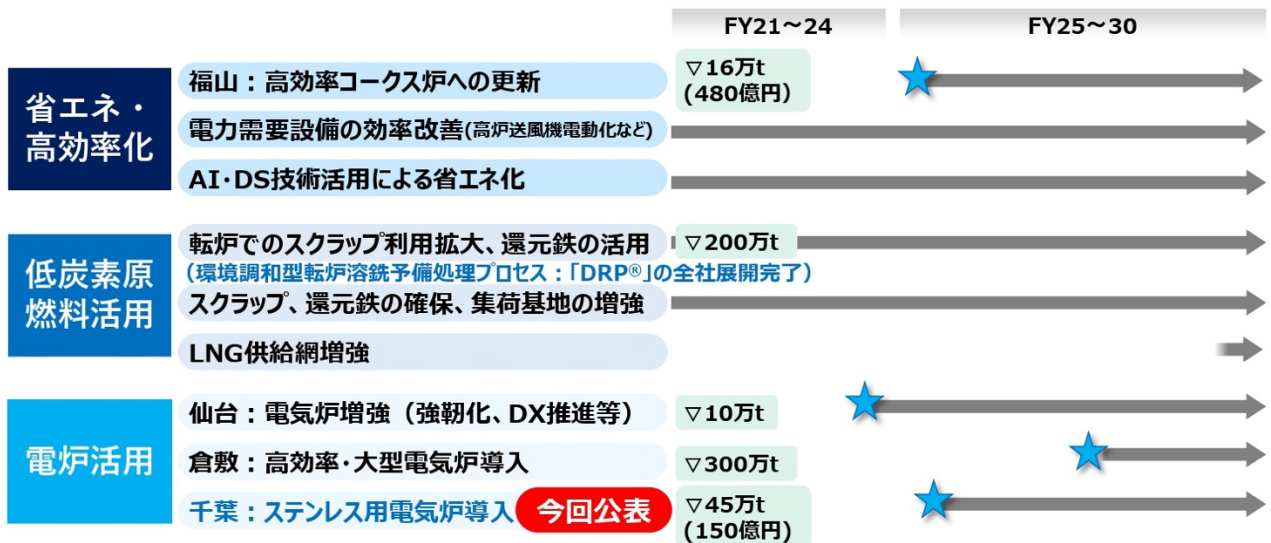 FY21～24
FY25～30
省エネ・
高効率化
福山：高効率コークス炉への更新
▽16万t
(480億円)
電力需要設備の効率改善(高炉送風機電動化など)
AI・DS技術活用による省エネ化
低炭素原
燃料活用
転炉でのスクラップ利用拡大、還元鉄の活用
▽200万t
（環境調和型転炉溶銑予備処理プロセス：「DRP®」の全社展開完了）
スクラップ、還元鉄の確保、集荷基地の増強
LNG供給網増強
電炉活用
仙台：電気炉増強（強靭化、DX推進等）
▽10万t
倉敷：高効率・大型電気炉導入
▽300万t
千葉：ステンレス用電気炉導入
今回公表
▽45万t
(150億円)